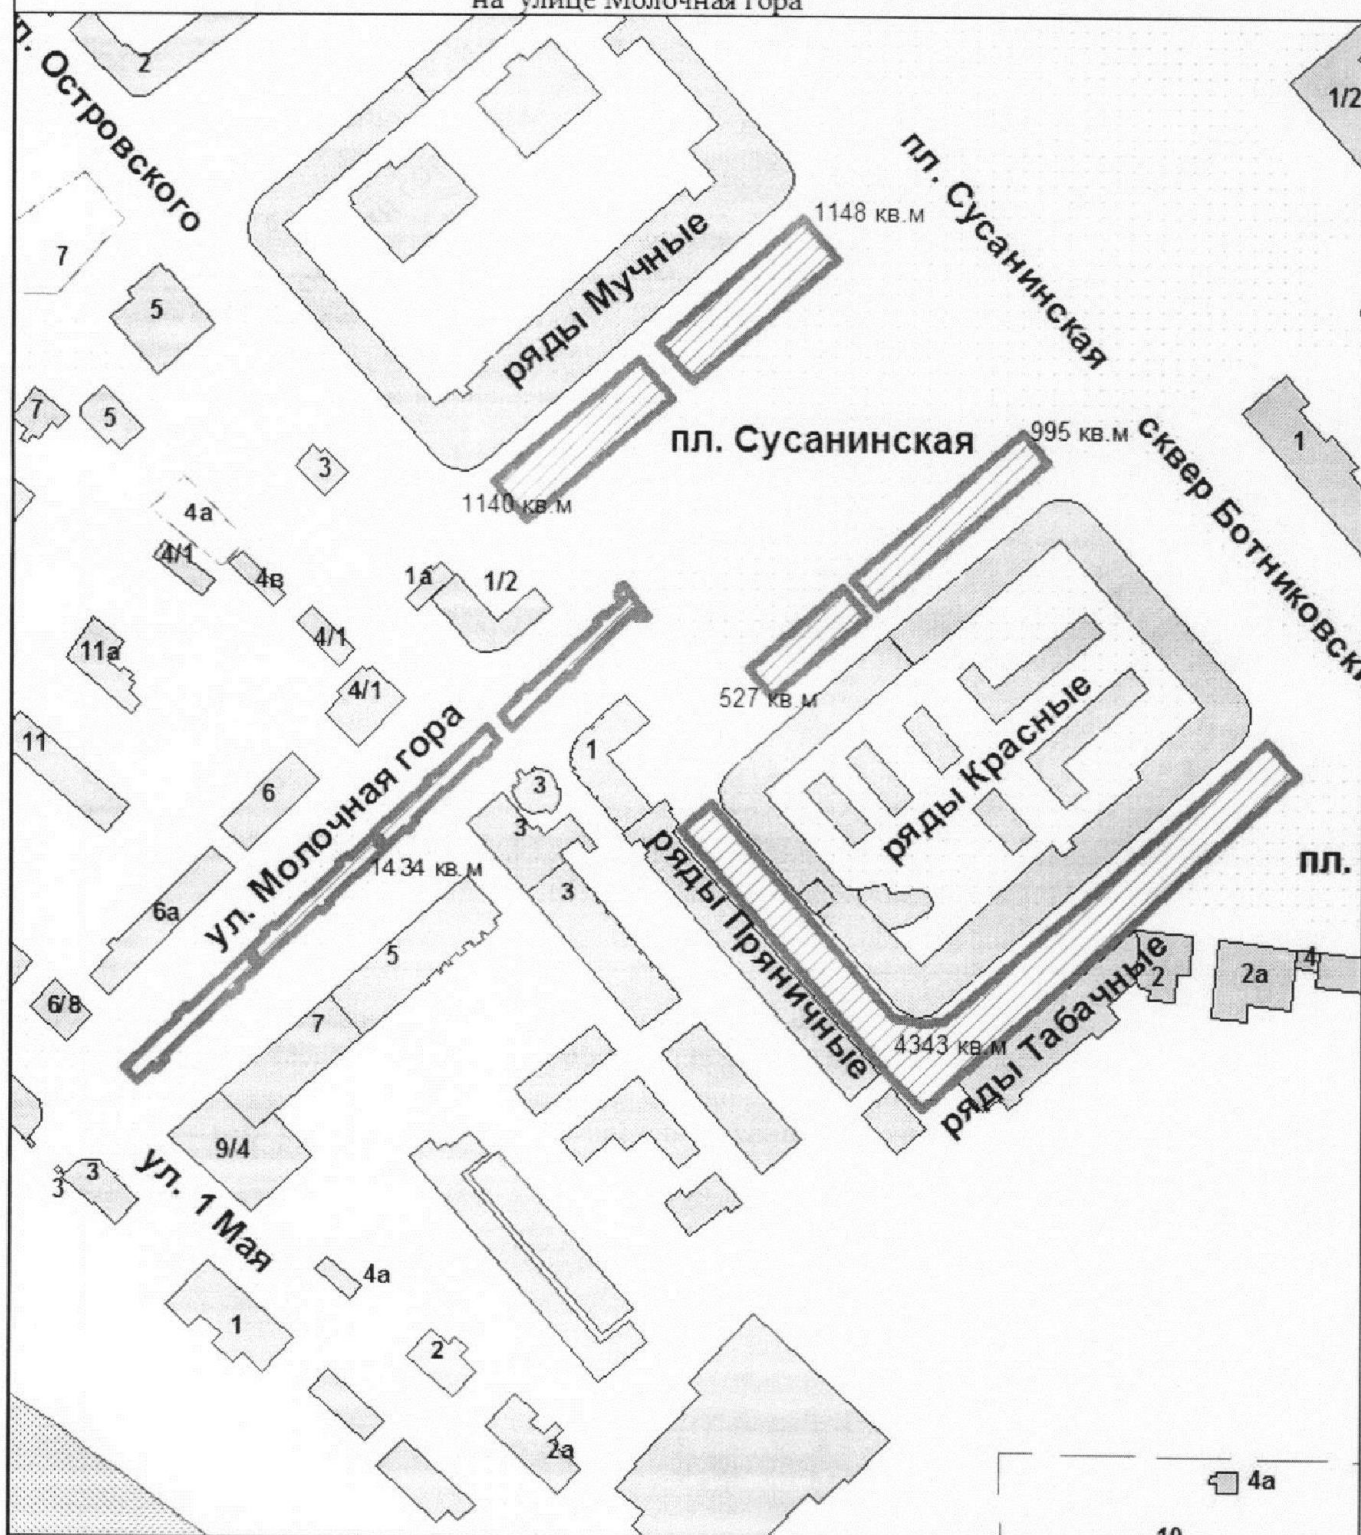 на улице Молочная гора
2
1/2
Островского
пл. Сусанинская
1148 кв.м
7
5
ряды Мучные
7
5
3
пл. Сусанинская
995 кв.м
1
сквер
1140 кв.м
4а
4/1
4в
1а
1/2
4/1
11а
4/1
527 кв.м
11
1
ряды Красные
6
3
3
ул. Молочная гора
1434 кв.м
3
6а
ряды Пряничные
пл.
5
2
2а
4
6/8
7
4343 кв.м
ряды Табачные
9/4
3
3
ул. 1 Мая
4а
1
2
2а
4а